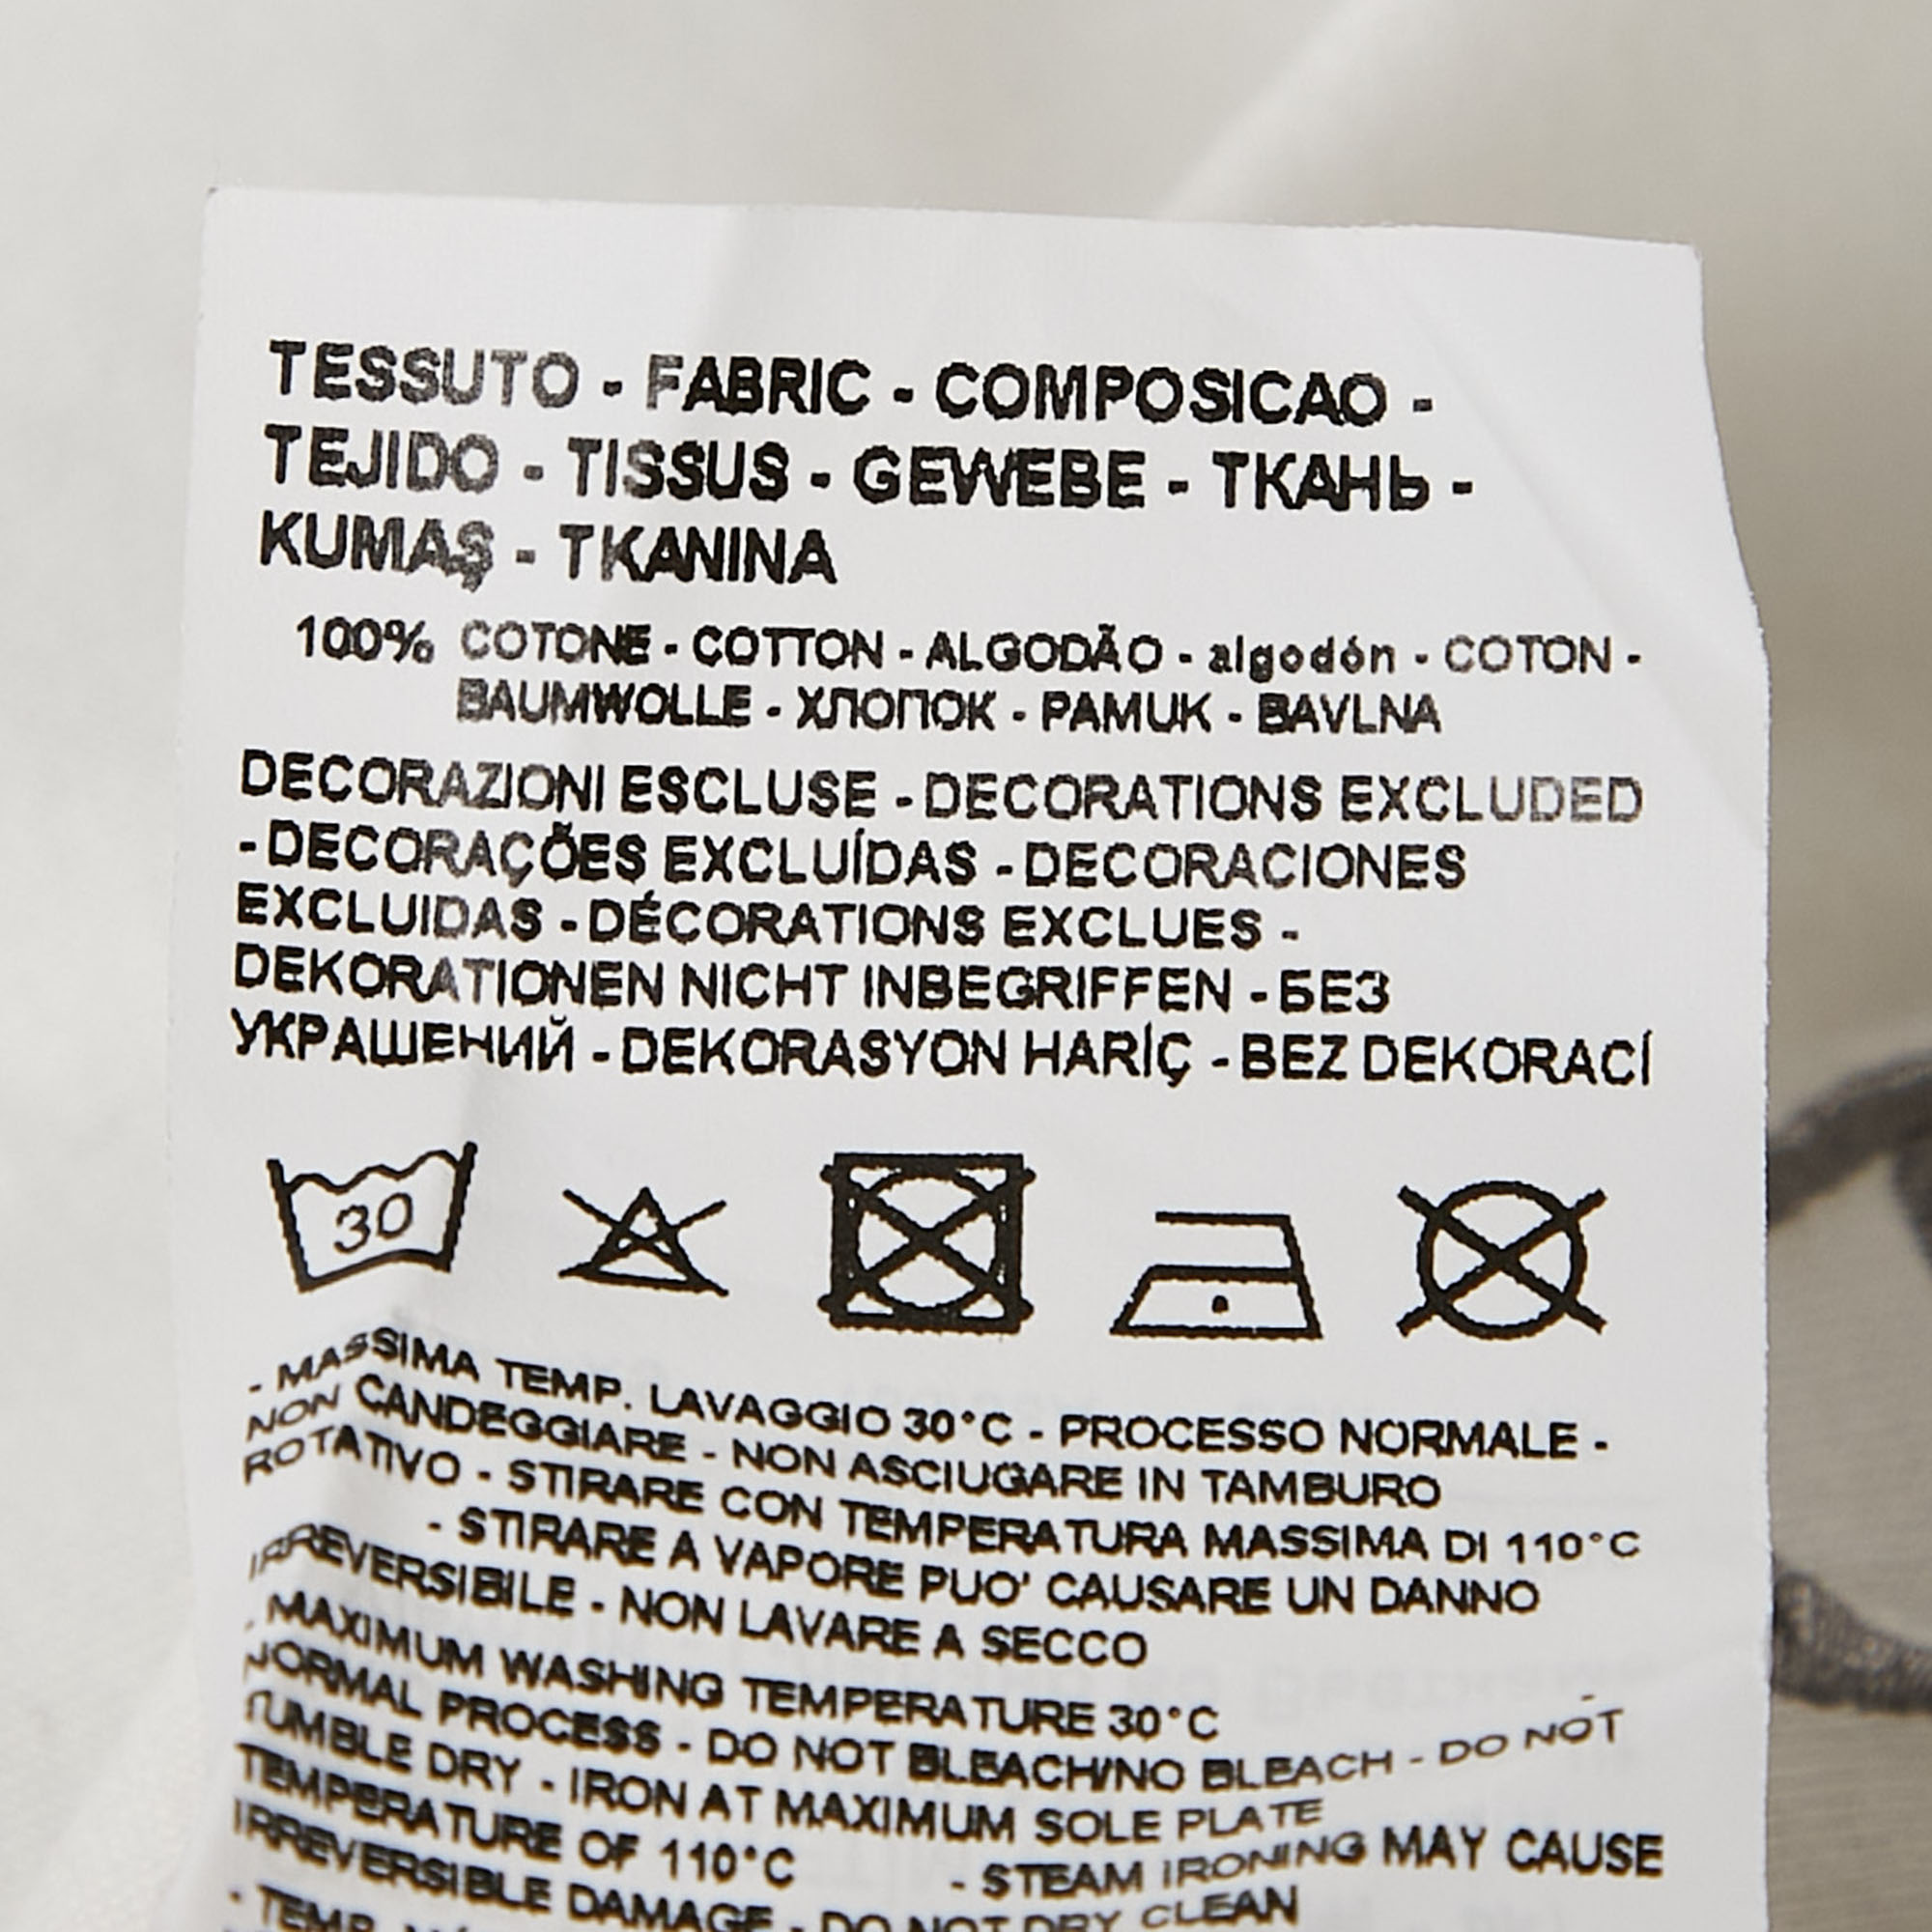 TESSUTO - FABRIC - COMPOSICAO -
TEJIDO - TISSUS - GEWEBE - ТКАНЬ -
KUMAŞ - TKANINA
100% COTONE - COTTON - ALGODÃO - algodón - COTON -
BAUMWOLLE - ХЛОПОК - PAMUK - BAVLNA
DECORAZIONI ESCLUSE - DECORATIONS EXCLUDED
- DECORAÇÕES EXCLUÍDAS - DECORACIONES
EXCLUIDAS - DÉCORATIONS EXCLUES -
DEKORATIONEN NICHT INBEGRIFFEN - БЕЗ
УКРАШЕНИЙ - DEKORASYON HARİÇ - BEZ DEKORACÍ
30
- MASSIMA TEMP. LAVAGGIO 30°C - PROCESSO NORMALE -
NON CANDEGGIARE - NON ASCIUGARE IN TAMBURO
ROTATIVO - STIRARE CON TEMPERATURA MASSIMA DI 110°C
- STIRARE A VAPORE PUO' CAUSARE UN DANNO
IRREVERSIBILE - NON LAVARE A SECCO
- MAXIMUM WASHING TEMPERATURE 30°C -
NORMAL PROCESS - DO NOT BLEACH/NO BLEACH - DO NOT
TUMBLE DRY - IRON AT MAXIMUM SOLE PLATE
TEMPERATURE OF 110°C - STEAM IRONING MAY CAUSE
IRREVERSIBLE DAMAGE - DO NOT DRY CLEAN
- TEMP.